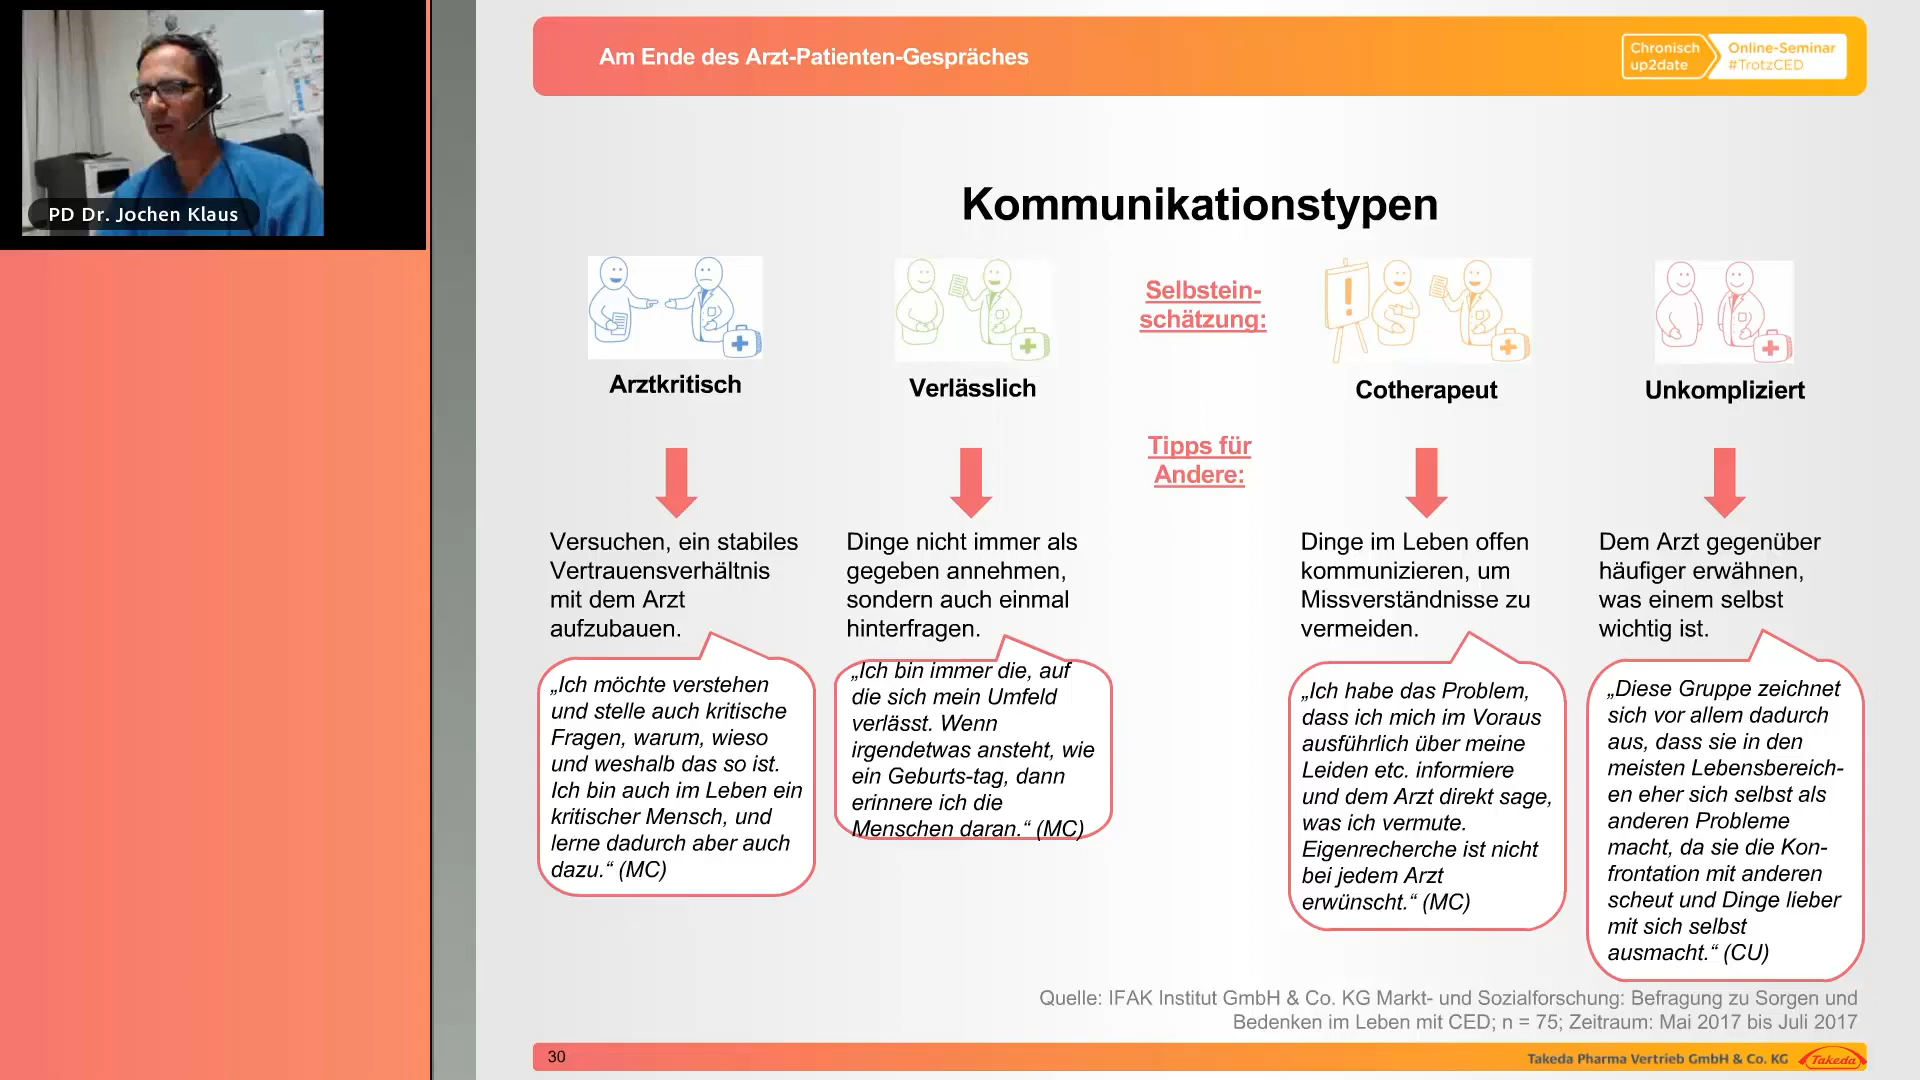 PD Dr. Jochen Klaus
Am Ende des Arzt-Patienten-Gespräches
Chronisch
up2date
Online-Seminar
#TrotzCED
Kommunikationstypen
Selbstein-
schätzung:
Arztkritisch
Verlässlich
Cotherapeut
Unkompliziert
Tipps für
Andere:
Versuchen, ein stabiles
Vertrauensverhältnis
mit dem Arzt
aufzubauen.
„Ich möchte verstehen
und stelle auch kritische
Fragen, warum, wieso
und weshalb das so ist.
Ich bin auch im Leben ein
kritischer Mensch, und
lerne dadurch aber auch
dazu.“ (MC)
Dinge nicht immer als
gegeben annehmen,
sondern auch einmal
hinterfragen.
„Ich bin immer die, auf
die sich mein Umfeld
verlässt. Wenn
irgendetwas ansteht, wie
ein Geburts-tag, dann
erinnere ich die
Menschen daran.“ (MC)
Dinge im Leben offen
kommunizieren, um
Missverständnisse zu
vermeiden.
„Ich habe das Problem,
dass ich mich im Voraus
ausführlich über meine
Leiden etc. informiere
und dem Arzt direkt sage,
was ich vermute.
Eigenrecherche ist nicht
bei jedem Arzt
erwünscht.“ (MC)
Dem Arzt gegenüber
häufiger erwähnen,
was einem selbst
wichtig ist.
„Diese Gruppe zeichnet
sich vor allem dadurch
aus, dass sie in den
meisten Lebensbereich-
en eher sich selbst als
anderen Probleme
macht, da sie die Kon-
frontation mit anderen
scheut und Dinge lieber
mit sich selbst
ausmacht.“ (CU)
Quelle: IFAK Institut GmbH & Co. KG Markt- und Sozialforschung: Befragung zu Sorgen und
Bedenken im Leben mit CED; n = 75; Zeitraum: Mai 2017 bis Juli 2017
30
Takeda Pharma Vertrieb GmbH & Co. KG
Takeda